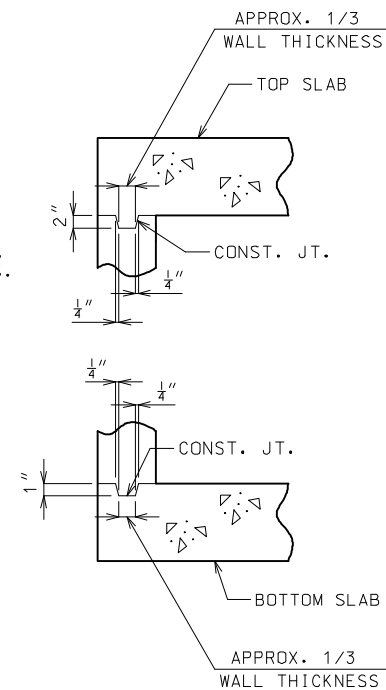 APPROX. 1/3
WALL THICKNESS
TOP SLAB
2"
CONST. JT.
1/4"
1/4"
1/4"
1/4"
CONST. JT.
1"
BOTTOM SLAB
APPROX. 1/3
WALL THICKNESS